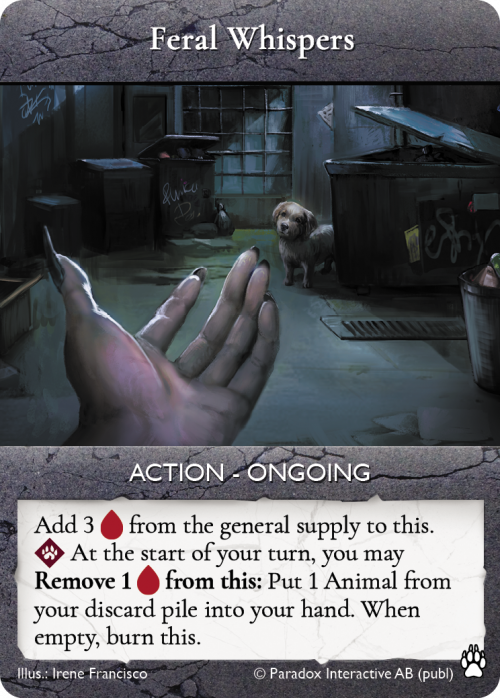 Feral Whispers
ACTION - ONGOING
Add 3 from the general supply to this.
At the start of your turn, you may
Remove 1 from this: Put 1 Animal from
your discard pile into your hand. When
empty, burn this.
Illus.: Irene Francisco © Paradox Interactive AB (publ)